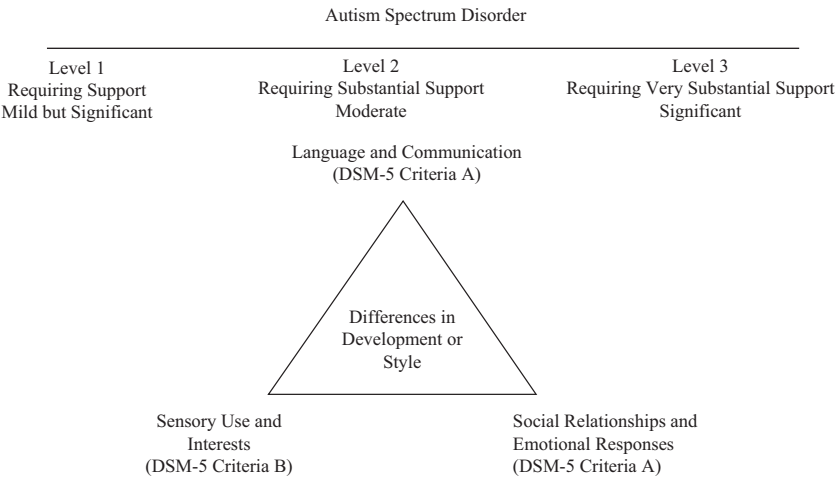 Autism Spectrum Disorder
Level 1
Requiring Support
Mild but Significant
Level 2
Requiring Substantial Support
Moderate
Level 3
Requiring Very Substantial Support
Significant
Language and Communication
(DSM-5 Criteria A)
Differences in
Development or
Style
Sensory Use and
Interests
(DSM-5 Criteria B)
Social Relationships and
Emotional Responses
(DSM-5 Criteria A)